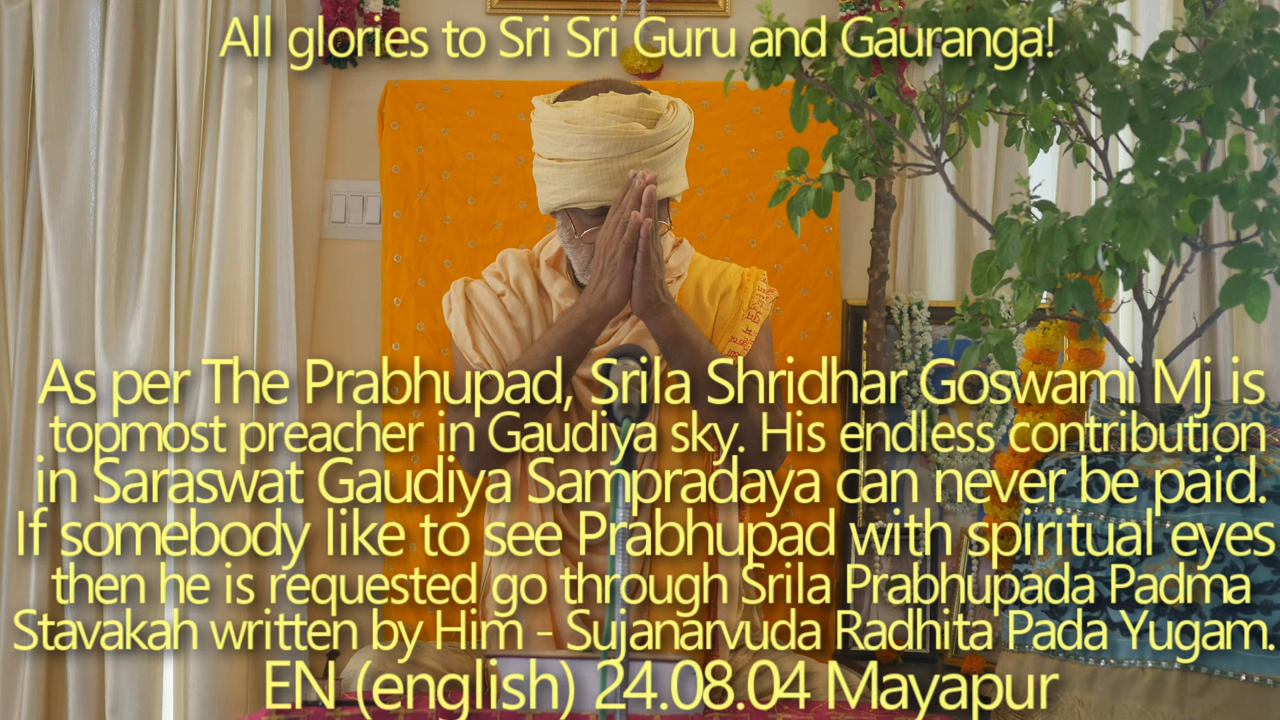 All glories to Sri Sri Guru and Gauranga!
As per The Prabhupad, Srila Shridhar Goswami Mj is
topmost preacher in Gaudiya sky. His endless contribution
in Saraswat Gaudiya Sampradaya can never be paid.
If somebody like to see Prabhupad with spiritual eyes
then he is requested go through Srila Prabhupada Padma
Stavakah written by Him - Sujanarvuda Radhita Pada Yugam.
EN (english) 24.08.04 Mayapur